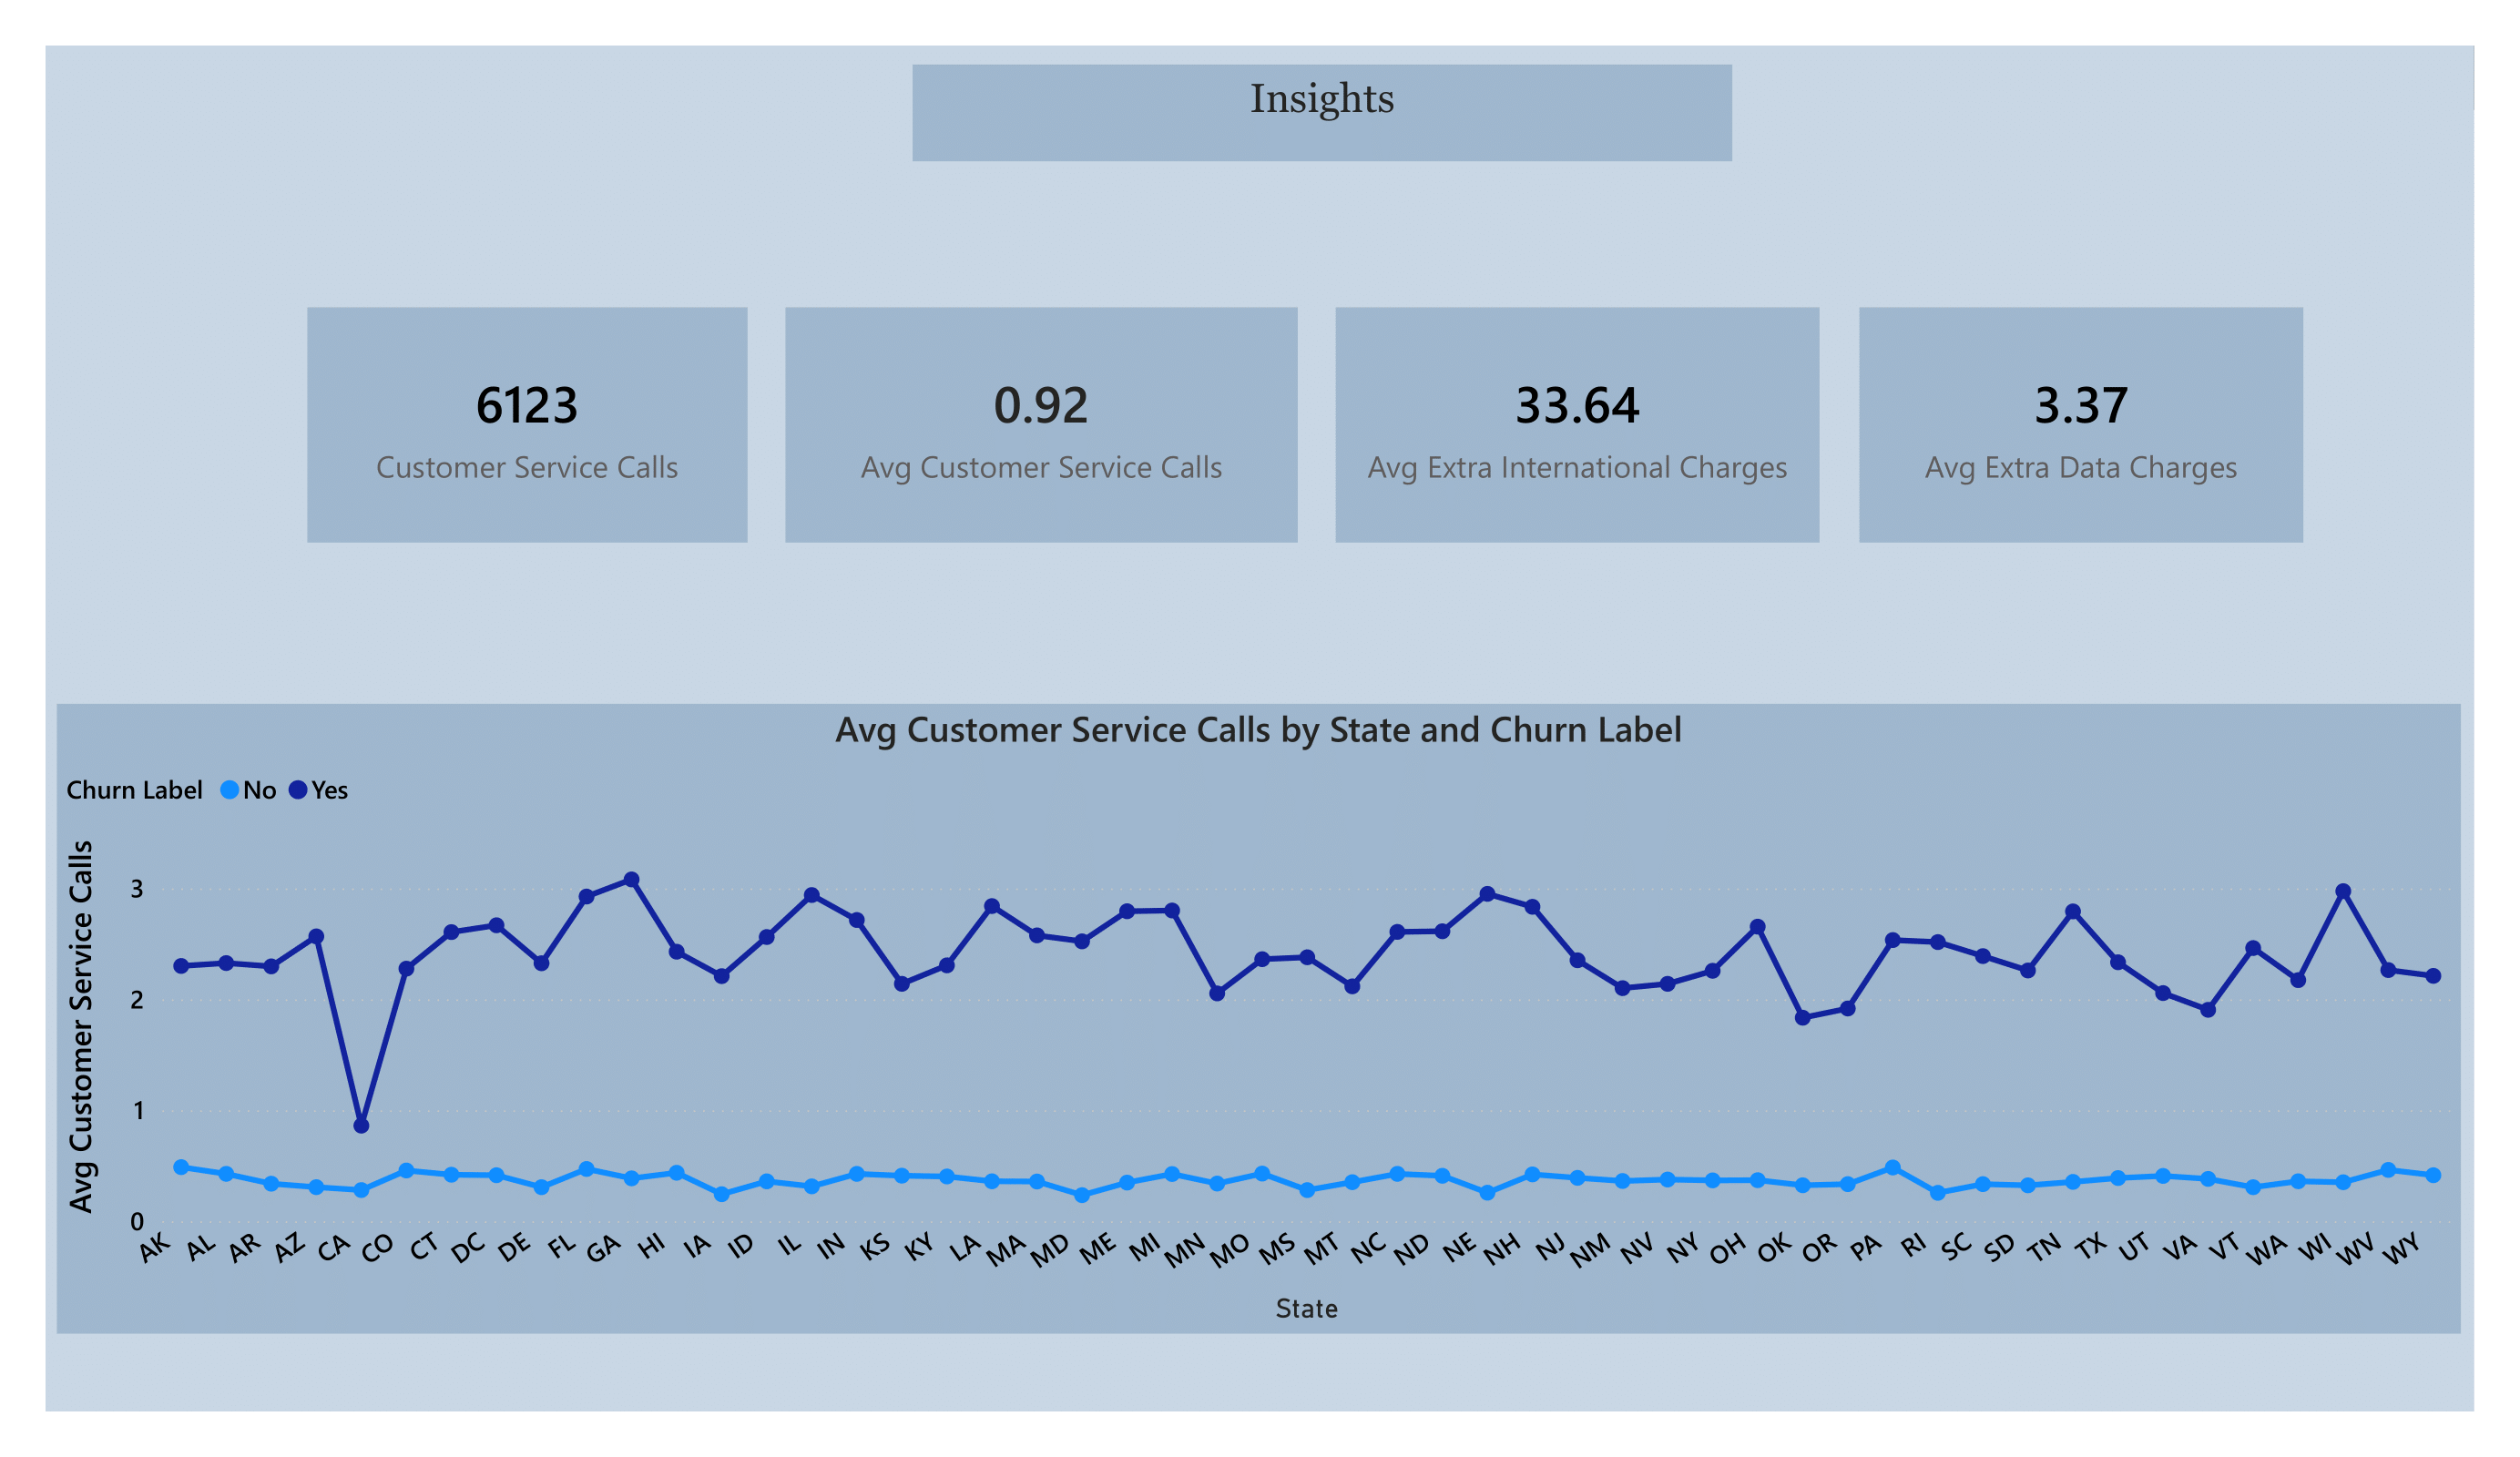 Insights
6123
Customer Service Calls
0.92
Avg Customer Service Calls
33.64
Avg Extra International Charges
3.37
Avg Extra Data Charges
Avg Customer Service Calls by State and Churn Label
Churn Label No Yes
Avg Customer Service Calls
3
2
1
0
AK AL AR AZ CA CO CT DC DE FL GA HI IA ID IL IN KS KY LA MA MD ME MI MN MO MS MT NC ND NE NH NJ NM NV NY OH OK OR PA RI SC SD TN TX UT VA VT WA WI WV WY
State